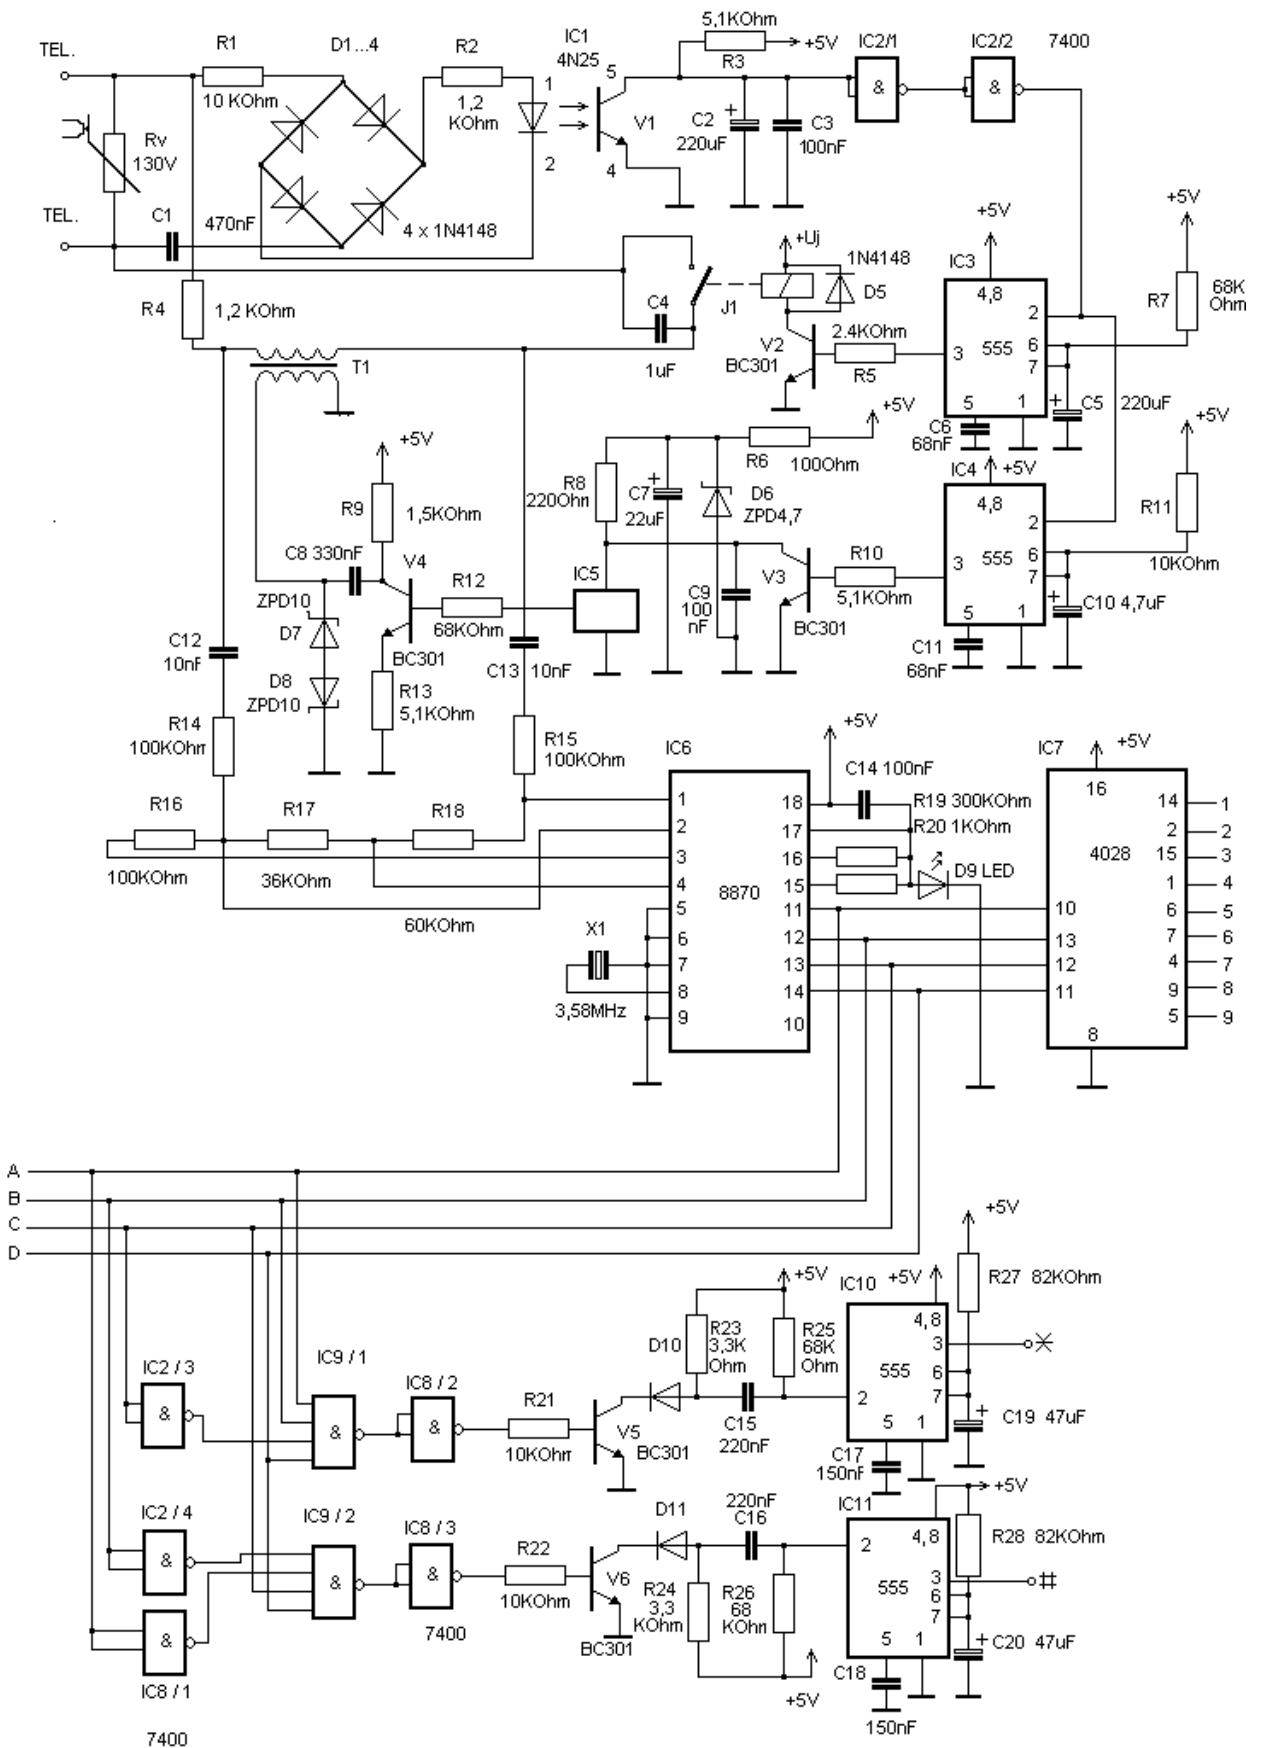 TEL.
R1
D1...4
R2
IC1
4N25
5,1KOhm
+5V
R3
IC2/1
IC2/2
7400
10 KOhm
1,2
KOhm
1
2
5
4
V1
C2
220uF
+
C3
100nF
&
&
Rv
130V
TEL.
C1
470nF
4 x 1N4148
+Uj
1N4148
D5
J1
C4
1uF
+5V
IC3
4,8
2
3
555
6
7
5
1
+5V
R7
68K
Ohm
R4
1,2 KOhm
T1
V2
BC301
2.4KOhm
R5
C6
68nF
+
C5
220uF
+5V
+5V
R6
100Ohm
+5V
R9
1,5KOhm
R8
220Ohm
C7
+
22uF
D6
ZPD4,7
IC4
+5V
4,8
2
3
555
6
7
5
1
R11
10KOhm
C8 330nF
V4
R12
68KOhm
IC5
C9
100
nF
V3
BC301
R10
5,1KOhm
C11
68nF
+
C10 4,7uF
ZPD10
D7
D8
ZPD10
BC301
R13
5,1KOhm
C12
10nF
C13 10nF
R14
100KOhm
R15
100KOhm
R16
R17
R18
100KOhm
36KOhm
60KOhm
IC6
+5V
C14 100nF
R19 300KOhm
R20 1KOhm
D9 LED
8870
1
2
3
4
5
6
7
8
9
18
17
16
15
11
12
13
14
10
X1
3,58MHz
IC7
+5V
16
4028
10
13
12
11
8
14 1
2 2
15 3
1 4
6 5
7 6
4 7
9 8
5 9
A
B
C
D
IC2 / 3
&
IC9 / 1
&
IC8 / 2
&
R21
10KOhm
V5
BC301
D10
R23
3,3K
Ohm
C15
220nF
+5V
R25
68K
Ohm
IC10
+5V
4,8
3
555
6
7
2
5
1
C17
150nF
+5V
R27 82KOhm
+
C19 47uF
IC2 / 4
&
IC9 / 2
&
IC8 / 3
&
7400
&
IC8 / 1
7400
R22
10KOhm
V6
BC301
D11
R24
3,3
KOhm
220nF
C16
R26
68
KOhm
+5V
IC11
2
4,8
555
3
6
7
5
1
C18
150nF
+5V
R28 82KOhm
#
+
C20 47uF